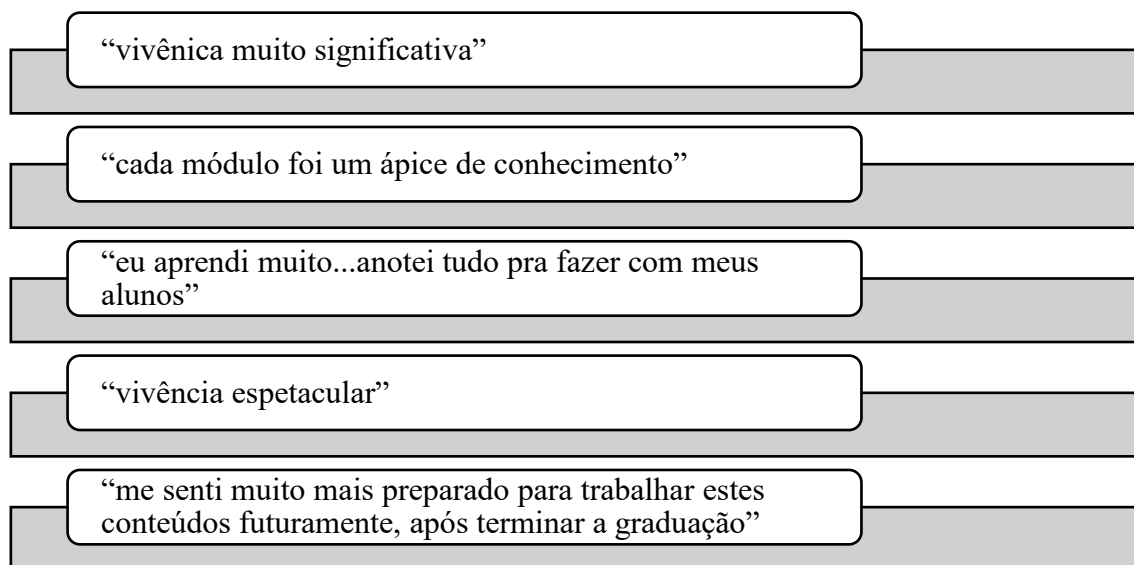 “vivênica muito significativa”
“cada módulo foi um ápice de conhecimento”
“eu aprendi muito...anotei tudo pra fazer com meus
alunos”
“vivência espetacular”
“me senti muito mais preparado para trabalhar estes
conteúdos futuramente, após terminar a graduação”